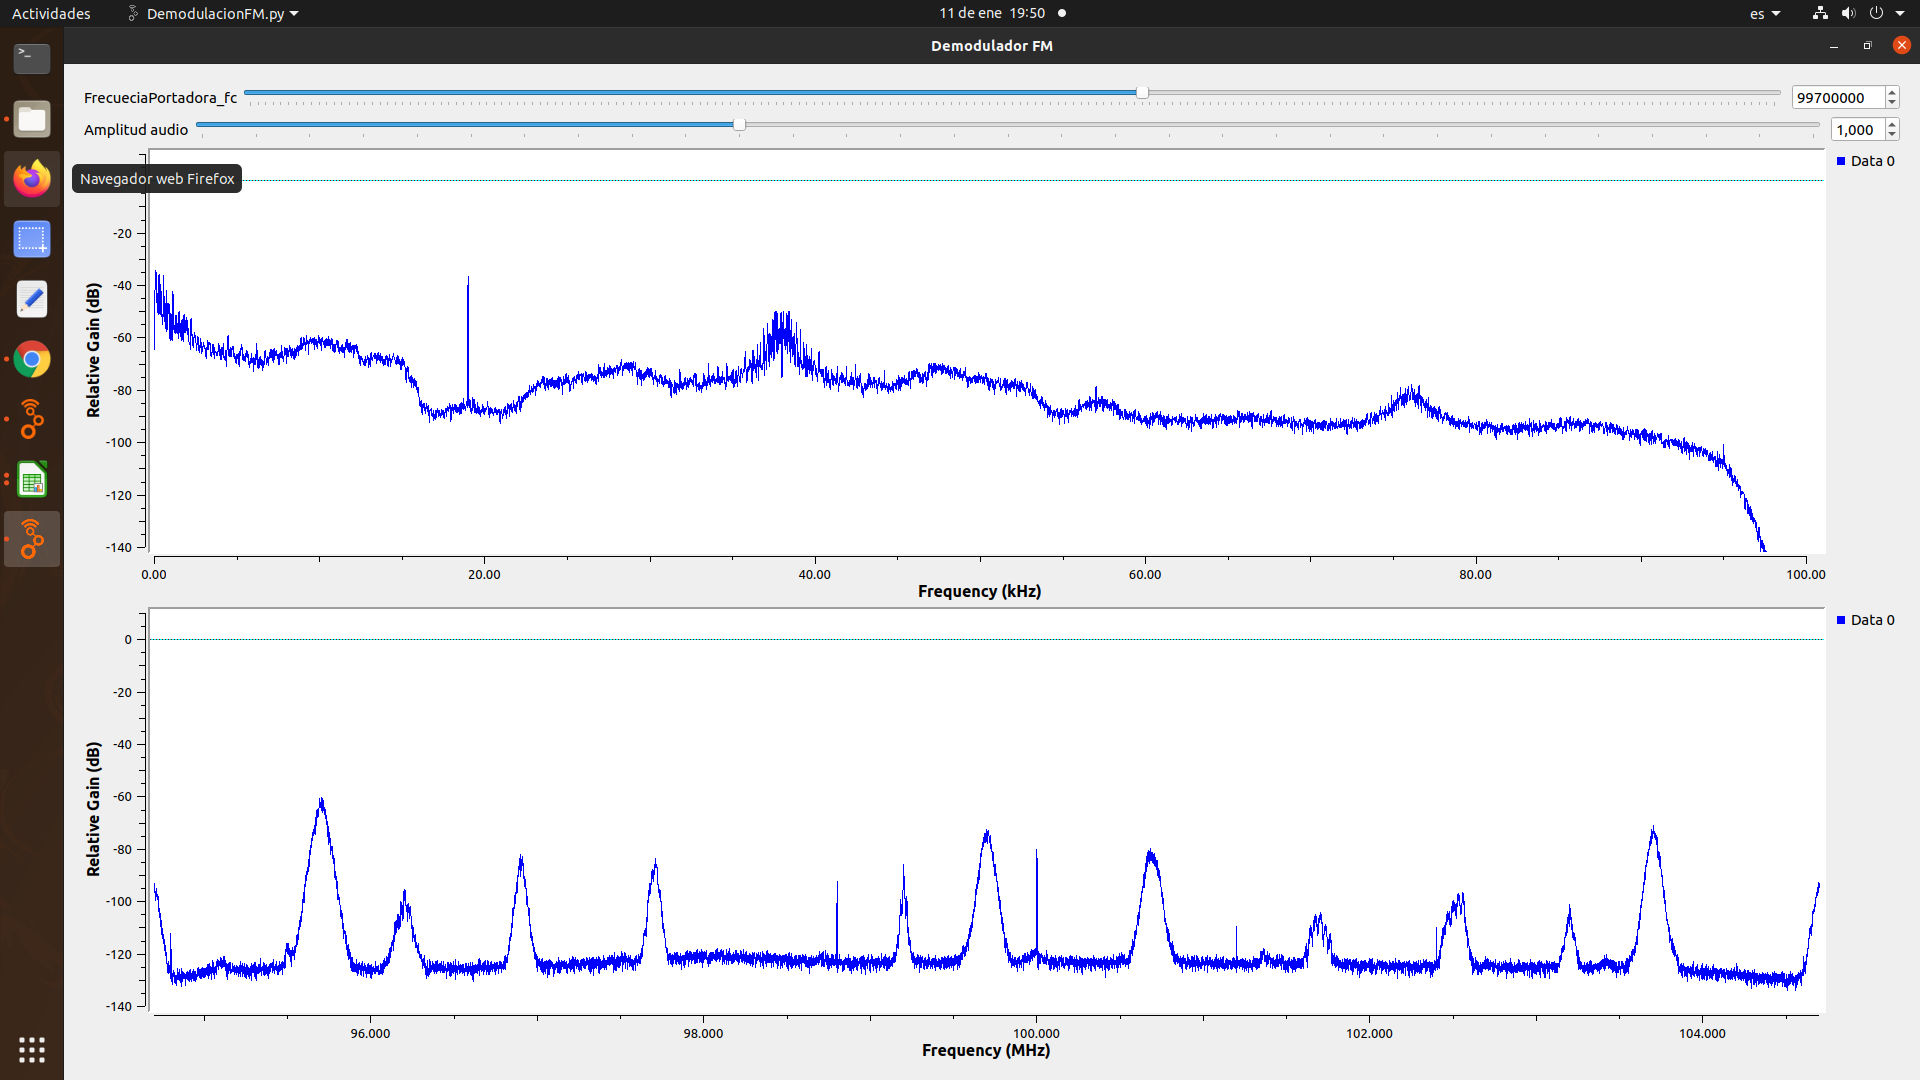 Actividades
DemodulacionFM.py
11 de ene 19:50
es
Demodulador FM
FrecueciaPortadora_fc
99700000
Amplitud audio
1,000
Navegador web Firefox
Data 0
-20
-40
-60
-80
-100
-120
-140
Relative Gain (dB)
0.00 20.00 40.00 60.00 80.00 100.00
Frequency (kHz)
Data 0
0
-20
-40
-60
-80
-100
-120
-140
Relative Gain (dB)
96.000 98.000 100.000 102.000 104.000
Frequency (MHz)